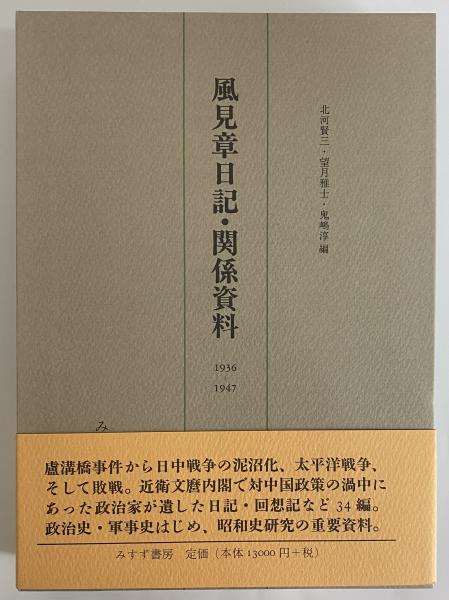 北河賢三・望月雅士・鬼嶋淳 編
風見章日記・関係資料
1936
1947
み
盧溝橋事件から日中戦争の泥沼化、太平洋戦争、
そして敗戦。近衛文麿内閣で対中国政策の渦中に
あった政治家が遺した日記・回想記など 34 編。
政治史・軍事史はじめ、昭和史研究の重要資料。
みすず書房 定価（本体13000円+税）